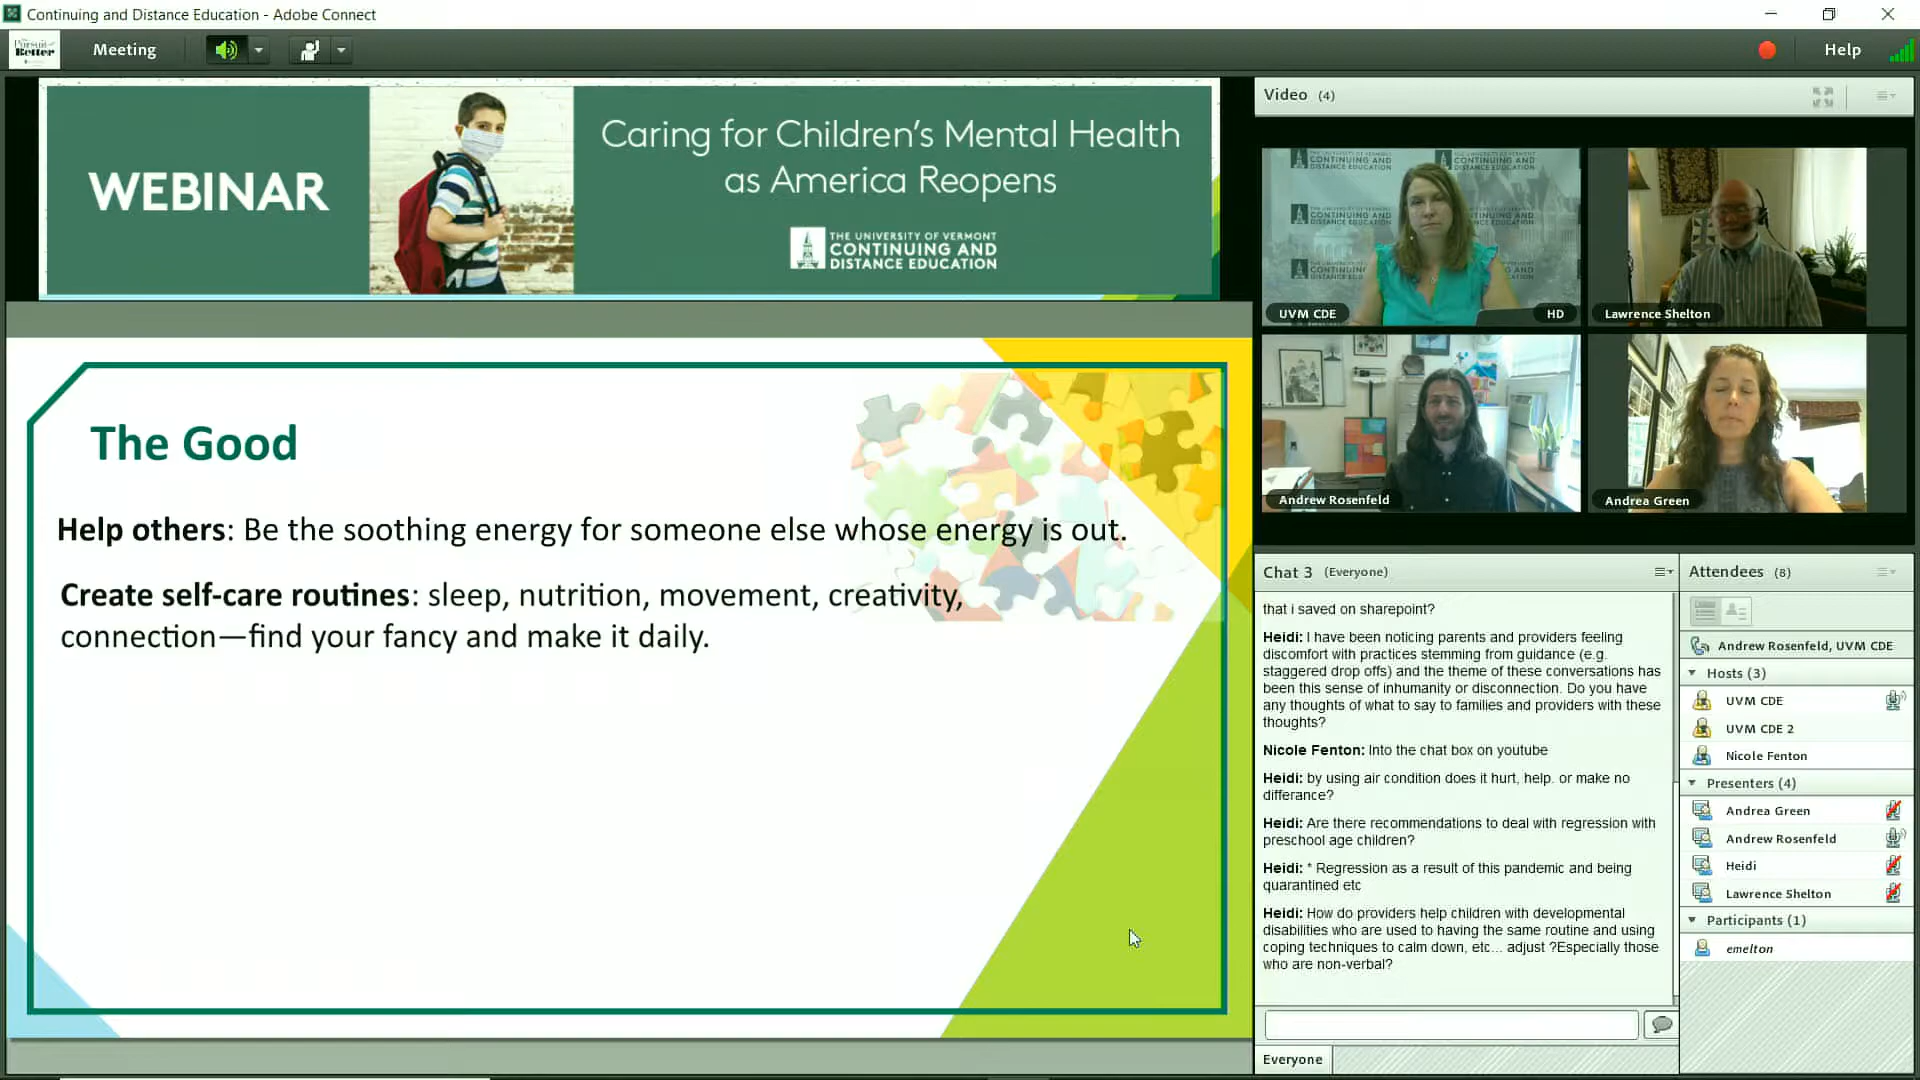 Continuing and Distance Education - Adobe Connect
Pursuit of
Better
Meeting
Help
WEBINAR
Caring for Children's Mental Health
as America Reopens
THE UNIVERSITY OF VERMONT
CONTINUING AND
DISTANCE EDUCATION
The Good
Help others: Be the soothing energy for someone else whose energy is out.
Create self-care routines: sleep, nutrition, movement, creativity,
connection—find your fancy and make it daily.
Video (4)
UVM CDE
HD
Lawrence Shelton
Andrew Rosenfeld
Andrea Green
Chat 3 (Everyone)
that i saved on sharepoint?
Heidi: I have been noticing parents and providers feeling
discomfort with practices stemming from guidance (e.g.
staggered drop offs) and the theme of these conversations has
been this sense of inhumanity or disconnection. Do you have
any thoughts of what to say to families and providers with these
thoughts?
Nicole Fenton: Into the chat box on youtube
Heidi: by using air condition does it hurt, help. or make no
differance?
Heidi: Are there recommendations to deal with regression with
preschool age children?
Heidi: * Regression as a result of this pandemic and being
quarantined etc
Heidi: How do providers help children with developmental
disabilities who are used to having the same routine and using
coping techniques to calm down, etc... adjust ?Especially those
who are non-verbal?
Everyone
Attendees (8)
Andrew Rosenfeld, UVM CDE
Hosts (3)
UVM CDE
UVM CDE 2
Nicole Fenton
Presenters (4)
Andrea Green
Andrew Rosenfeld
Heidi
Lawrence Shelton
Participants (1)
emelton